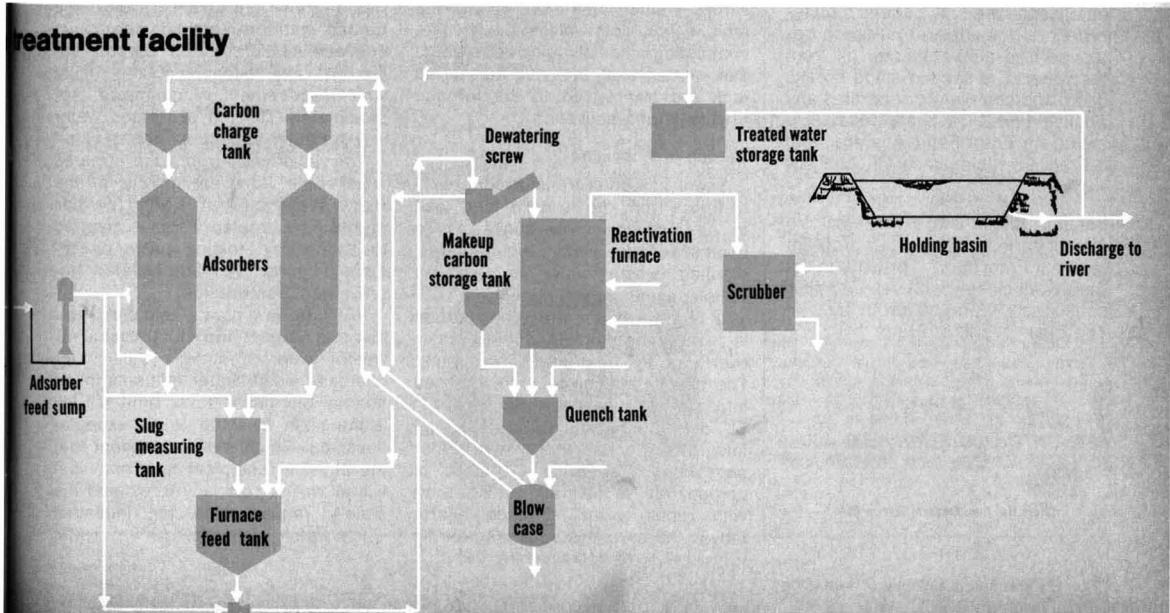 treatment facility
Carbon
charge
tank
Dewatering
screw
Treated water
storage tank
Adsorbers
Makeup
carbon
storage tank
Reactivation
furnace
Holding basin
Discharge to
river
Scrubber
Adsorber
feed sump
Slug
measuring
tank
Quench tank
Furnace
feed tank
Blow
case